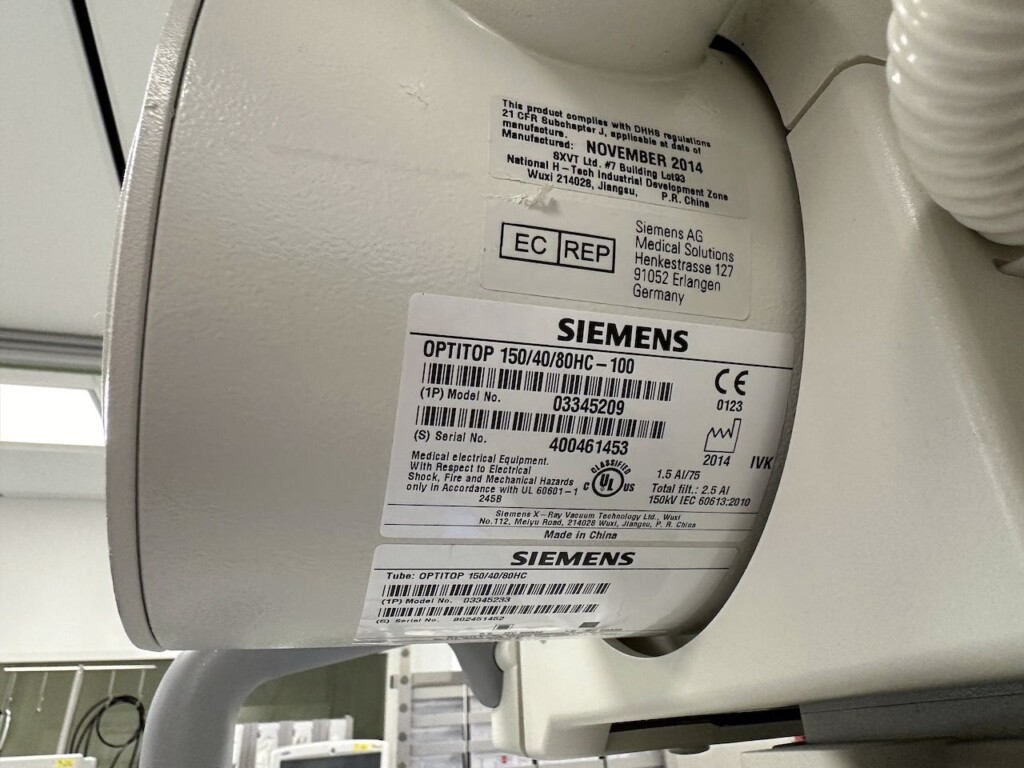 This product complies with DHHS regulations
21 CFR Subchapter J, applicable at date of
manufacture.
Manufactured: NOVEMBER 2014
SXVT Ltd. #7 Building Lot93
National H-Tech Industrial Development Zone
Wuxi 214028, Jiangsu, P.R. China
EC REP
Siemens AG
Medical Solutions
Henkestrasse 127
91052 Erlangen
Germany
SIEMENS
OPTITOP 150/40/80HC-100
(1P) Model No. 03345209
(S) Serial No. 400461453
CE
0123
2014
IVK
Medical electrical Equipment.
With Respect to Electrical
Shock, Fire and Mechanical Hazards
only in Accordance with UL 60601-1
245B
CLASSIFIED
C UL US
1.5 Al/75
Total filt.: 2.5 Al
150kV IEC 60613:2010
Siemens X-Ray Vacuum Technology Ltd., Wuxi
No.112, Meiyu Road, 214028 Wuxi, Jiangsu, P. R. China
Made in China
SIEMENS
Tube: OPTITOP 150/40/80HC
(1P) Model No. 03345233
(S) Serial No. 902451452